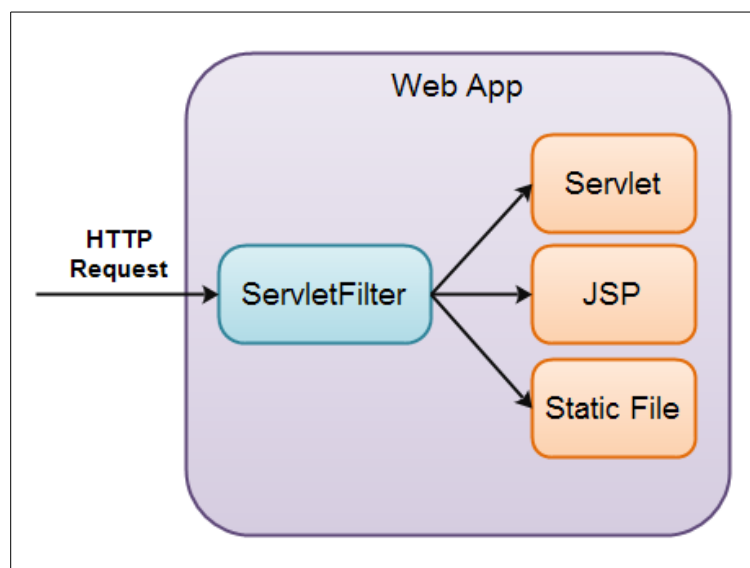 Web App
HTTP
Request
ServletFilter
Servlet
JSP
Static File